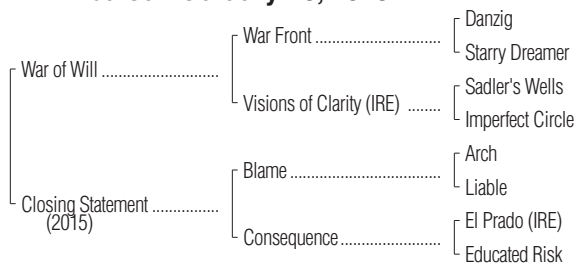 War of Will
War Front
Danzig
Starry Dreamer
Visions of Clarity (IRE)
Sadler's Wells
Imperfect Circle
Closing Statement
(2015)
Blame
Arch
Liable
Consequence
El Prado (IRE)
Educated Risk